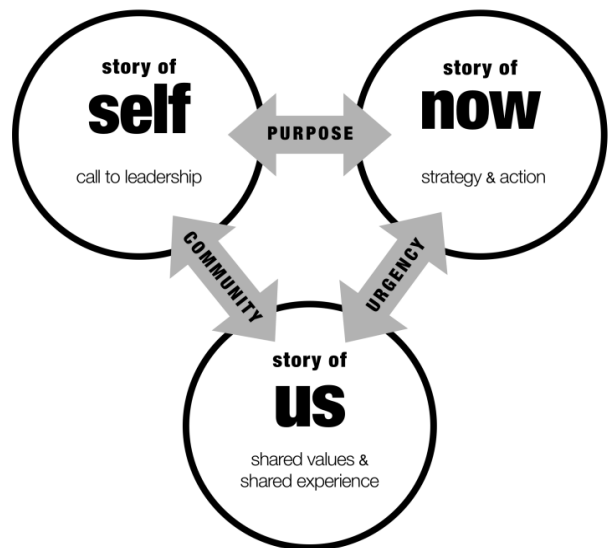 story of
self
call to leadership
PURPOSE
story of
now
strategy & action
COMMUNITY
URGENCY
story of
us
shared values &
shared experience